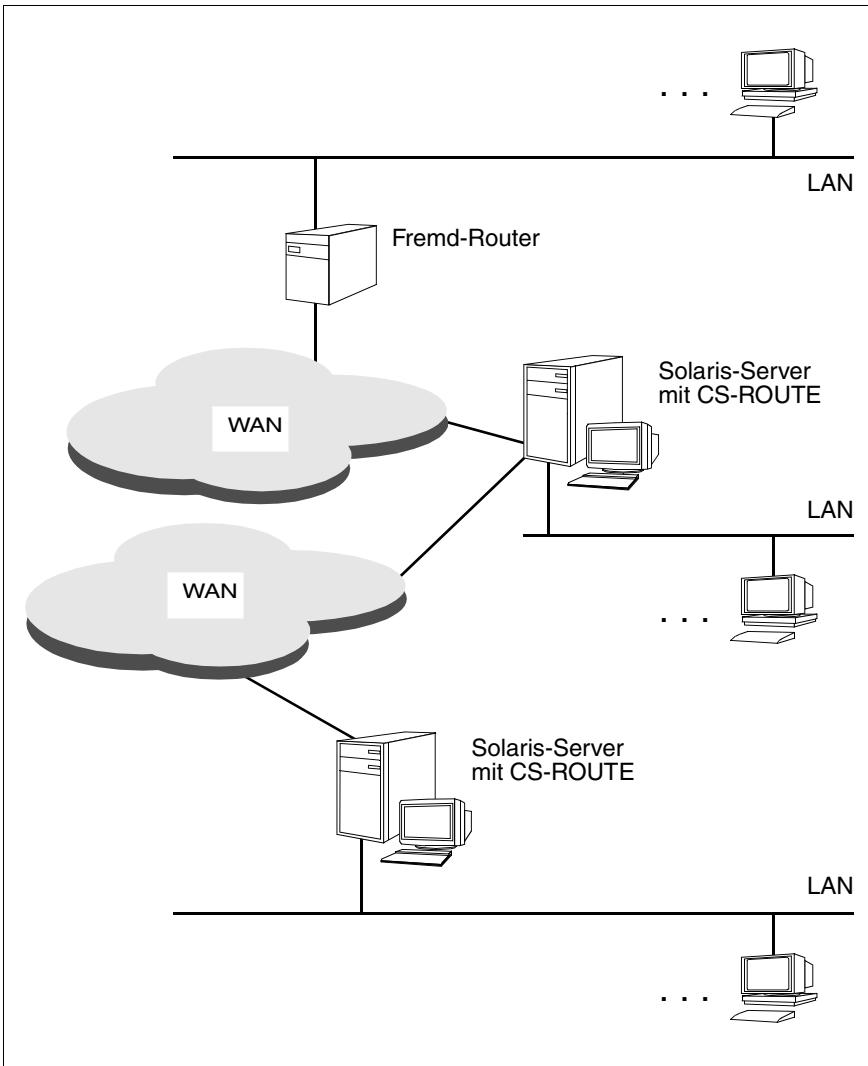 . . .
LAN
Fremd-Router
Solaris-Server
mit CS-ROUTE
WAN
LAN
WAN
. . .
Solaris-Server
mit CS-ROUTE
LAN
. . .